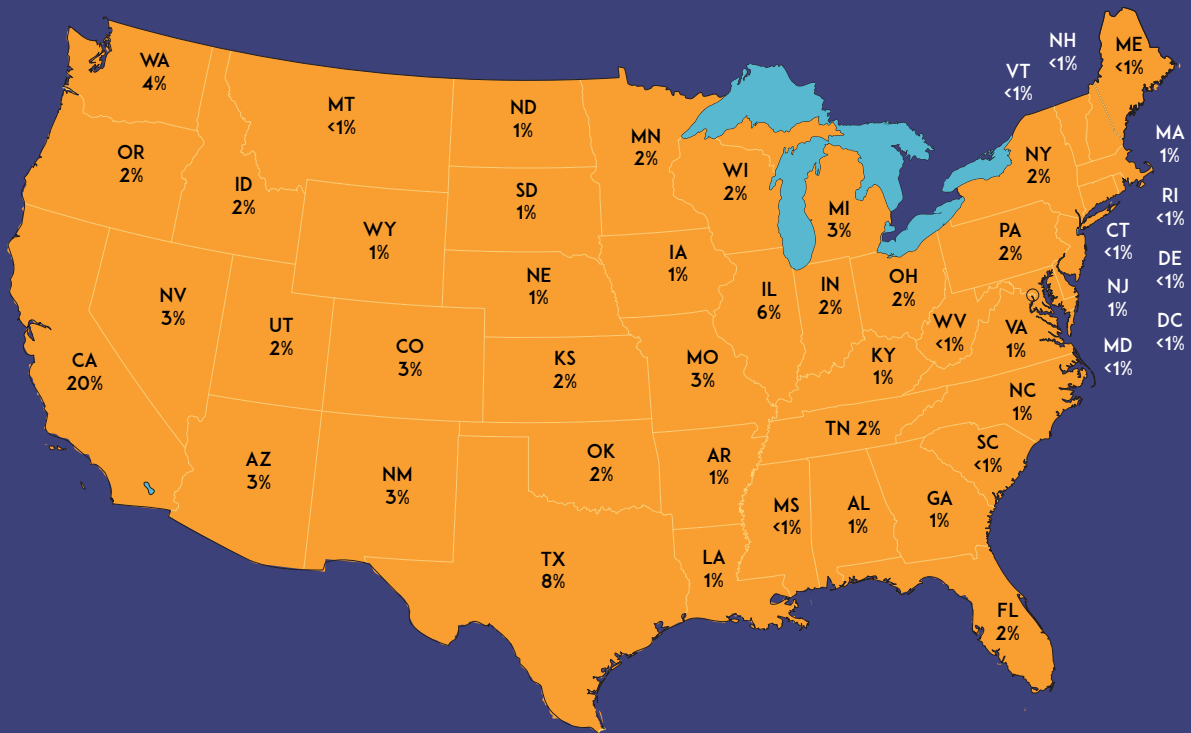 NH
<1%
ME
<1%
VT
<1%
WA
4%
MT
<1%
ND
1%
MN
2%
MA
1%
OR
2%
ID
2%
SD
1%
WI
2%
NY
2%
MI
3%
RI
<1%
WY
1%
PA
2%
CT
<1%
IA
1%
DE
<1%
NE
1%
OH
2%
IN
2%
IL
6%
NV
3%
NJ
1%
UT
2%
WV
<1%
VA
1%
DC
<1%
CO
3%
KS
2%
MO
3%
KY
1%
MD
<1%
CA
20%
NC
1%
TN 2%
SC
<1%
AZ
3%
NM
3%
OK
2%
AR
1%
MS
<1%
AL
1%
GA
1%
TX
8%
LA
1%
FL
2%